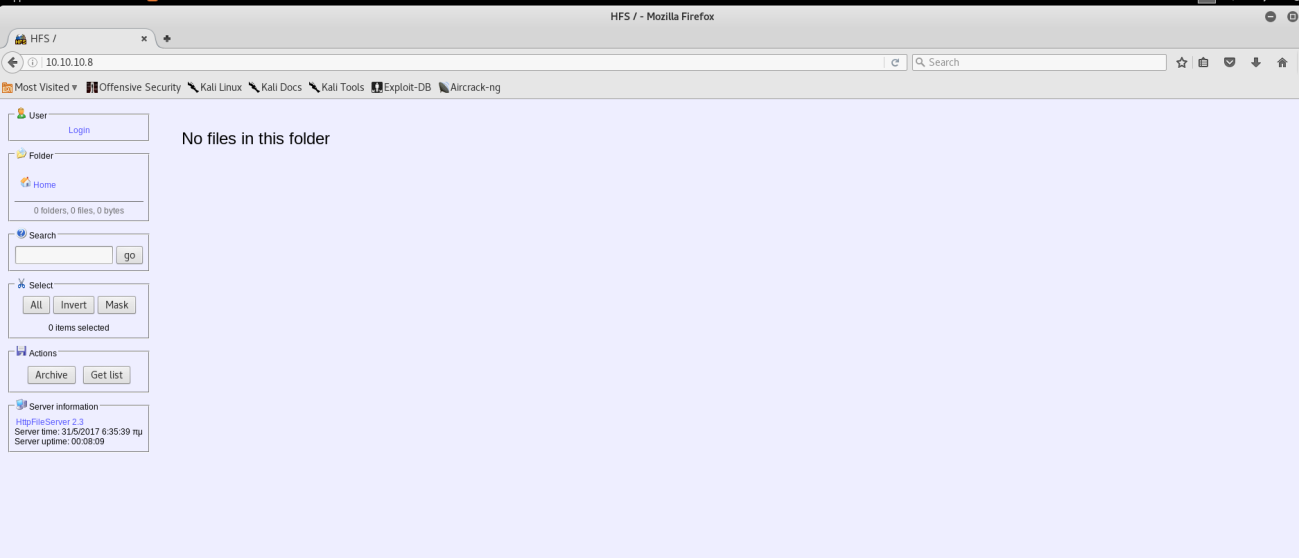 HFS / - Mozilla Firefox
HFS /
10.10.10.8
Search
Most Visited
Offensive Security
Kali Linux
Kali Docs
Kali Tools
Exploit-DB
Aircrack-ng
User
Login
No files in this folder
Folder
Home
0 folders, 0 files, 0 bytes
Search
go
Select
All Invert Mask
0 items selected
Actions
Archive Get list
Server information
HttpFileServer 2.3
Server time: 31/5/2017 6:35:39 πμ
Server uptime: 00:08:09